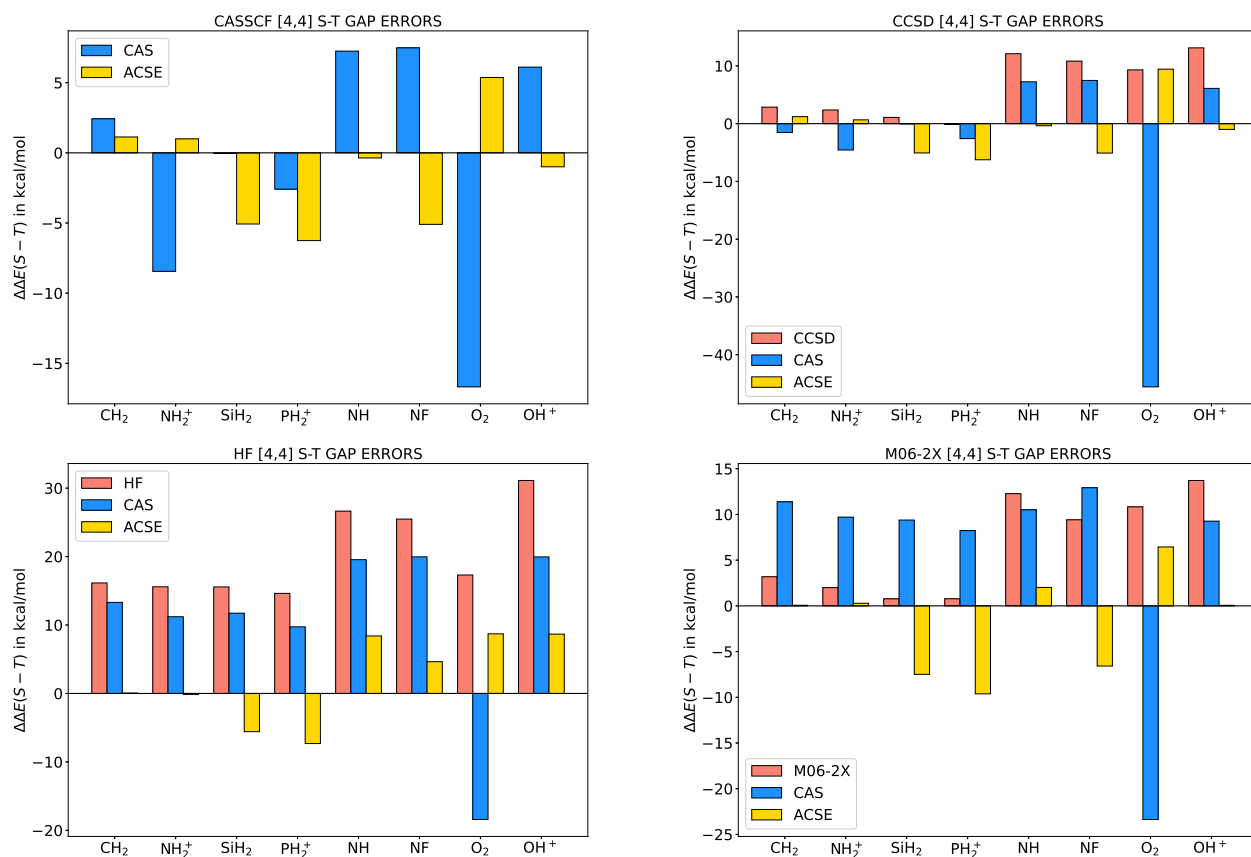 CASSCF [4,4] S-T GAP ERRORS
CAS
ACSE
ΔΔE(S − T) in kcal/mol
5
0
−5
−10
−15
CH₂ NH₂⁺ SiH₂ PH₂⁺ NH NF O₂ OH⁺
CCSD [4,4] S-T GAP ERRORS
ΔΔE(S − T) in kcal/mol
10
0
−10
−20
−30
−40
CCSD
CAS
ACSE
CH₂ NH₂⁺ SiH₂ PH₂⁺ NH NF O₂ OH⁺
HF [4,4] S-T GAP ERRORS
HF
CAS
ACSE
ΔΔE(S − T) in kcal/mol
30
20
10
0
−10
−20
CH₂ NH₂⁺ SiH₂ PH₂⁺ NH NF O₂ OH⁺
M06-2X [4,4] S-T GAP ERRORS
ΔΔE(S − T) in kcal/mol
15
10
5
0
−5
−10
−15
−20
−25
M06-2X
CAS
ACSE
CH₂ NH₂⁺ SiH₂ PH₂⁺ NH NF O₂ OH⁺